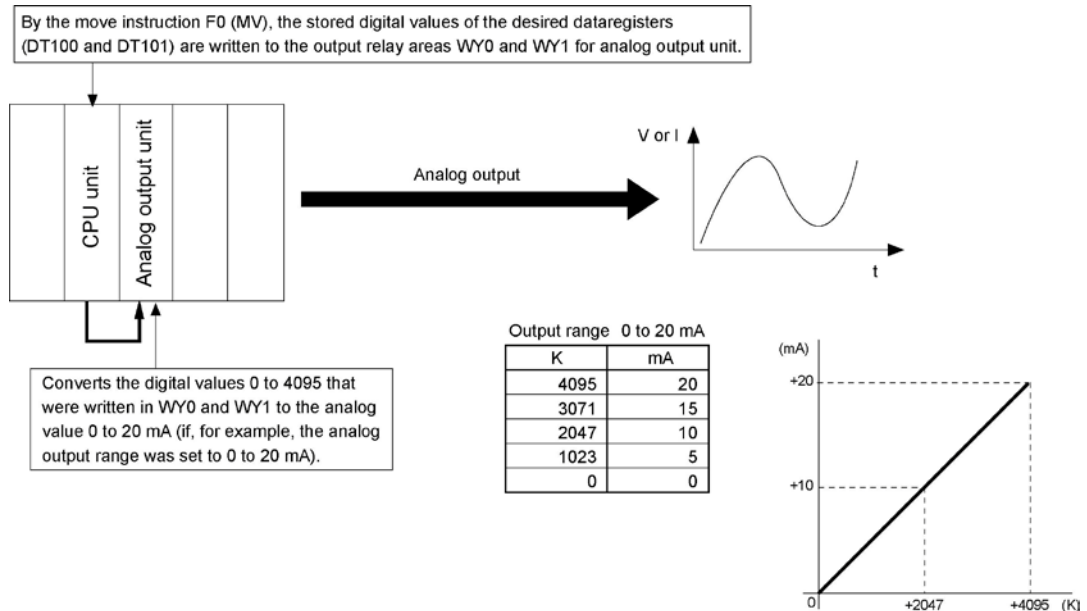 By the move instruction F0 (MV), the stored digital values of the desired dataregisters
(DT100 and DT101) are written to the output relay areas WY0 and WY1 for analog output unit.
CPU unit
Analog output unit
Analog output
V or I
t
Converts the digital values 0 to 4095 that
were written in WY0 and WY1 to the analog
value 0 to 20 mA (if, for example, the analog
output range was set to 0 to 20 mA).
Output range 0 to 20 mA
K mA
4095 20
3071 15
2047 10
1023 5
0 0
(mA)
+20
+10
0 +2047 +4095 (K)